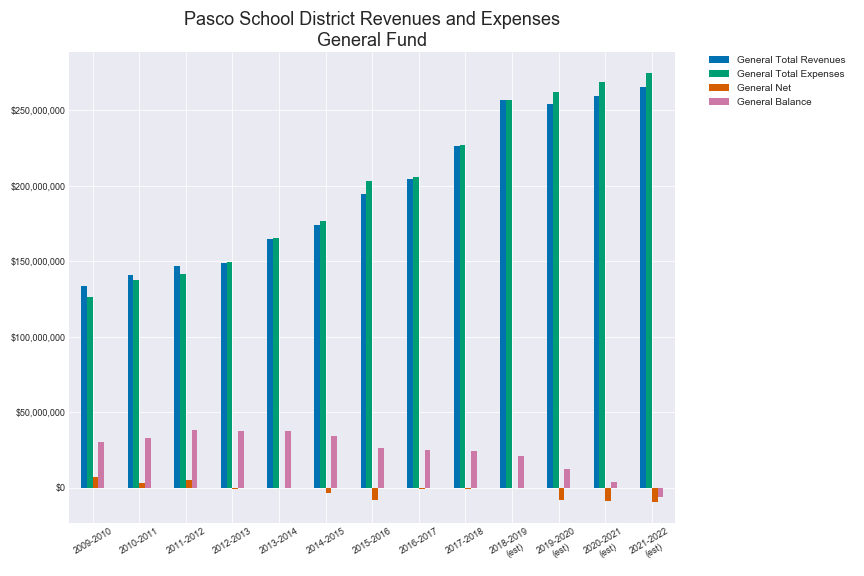 Pasco School District Revenues and Expenses
General Fund
General Total Revenues
General Total Expenses
General Net
General Balance
$250,000,000
$200,000,000
$150,000,000
$100,000,000
$50,000,000
$0
2009-2010
2010-2011
2011-2012
2012-2013
2013-2014
2014-2015
2015-2016
2016-2017
2017-2018
2018-2019
(est)
2019-2020
(est)
2020-2021
(est)
2021-2022
(est)